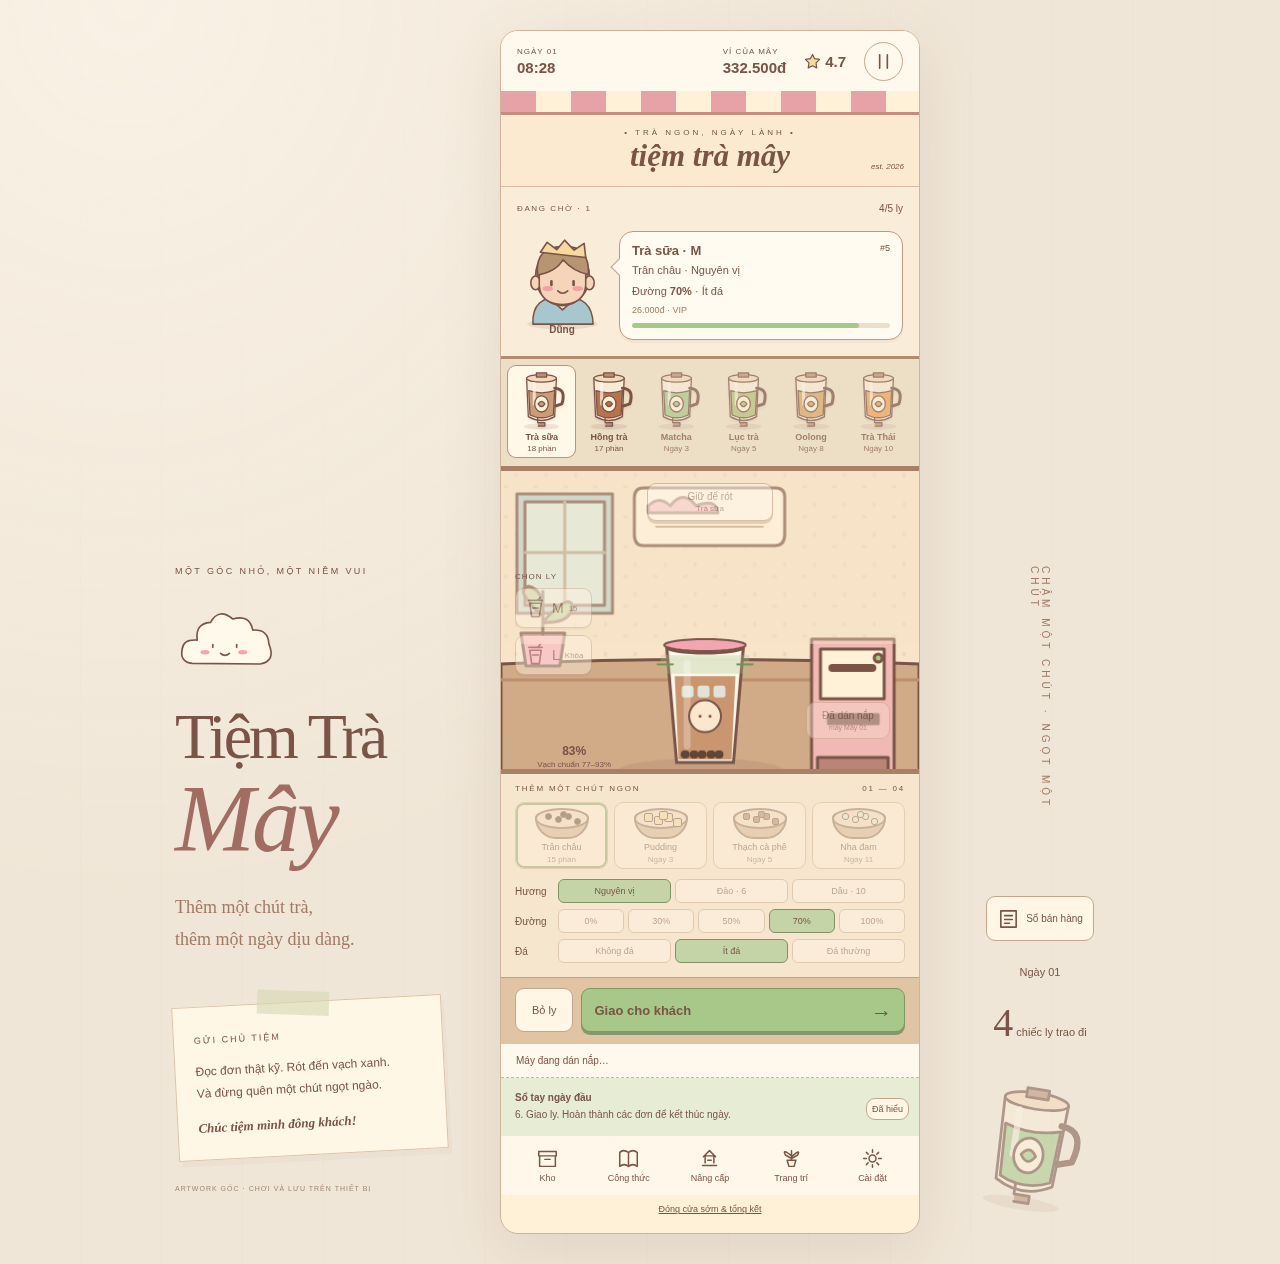 MỘT GÓC NHỎ, MỘT NIỀM VUI
Tiệm Trà
Mây
Thêm một chút trà,
thêm một ngày dịu dàng.
GỬI CHỦ TIỆM
Đọc đơn thật kỹ. Rót đến vạch xanh.
Và đừng quên một chút ngọt ngào.
Chúc tiệm mình đông khách!
ARTWORK GỐC · CHƠI VÀ LƯU TRÊN THIẾT BỊ
NGÀY 01
08:28
VÍ CỦA MÂY
332.500đ
4.7
• TRÀ NGON, NGÀY LÀNH •
tiệm trà mây
est. 2026
ĐANG CHỜ · 1
4/5 ly
Dũng
Trà sữa · M
#5
Trân châu · Nguyên vị
Đường 70% · Ít đá
26.000đ · VIP
Trà sữa
18 phần
Hồng trà
17 phần
Matcha
Ngày 3
Lục trà
Ngày 5
Oolong
Ngày 8
Trà Thái
Ngày 10
Giữ để rót
Trà sữa
CHỌN LY
M
L Khóa
Đã dán nắp
Máy Mây 01
83%
Vạch chuẩn 77–93%
THÊM MỘT CHÚT NGON
01 — 04
Trân châu
15 phần
Pudding
Ngày 3
Thạch cà phê
Ngày 5
Nha đam
Ngày 11
Hương
Nguyên vị
Đào · 6
Dâu · 10
Đường
0%
30%
50%
70%
100%
Đá
Không đá
Ít đá
Đá thường
Bỏ ly
Giao cho khách →
Máy đang dán nắp…
Sổ tay ngày đầu
6. Giao ly. Hoàn thành các đơn để kết thúc ngày.
Đã hiểu
Kho
Công thức
Nâng cấp
Trang trí
Cài đặt
Đóng cửa sớm & tổng kết
CHẬM MỘT CHÚT · NGỌT MỘT
CHÚT
Sổ bán hàng
Ngày 01
4 chiếc ly trao đi